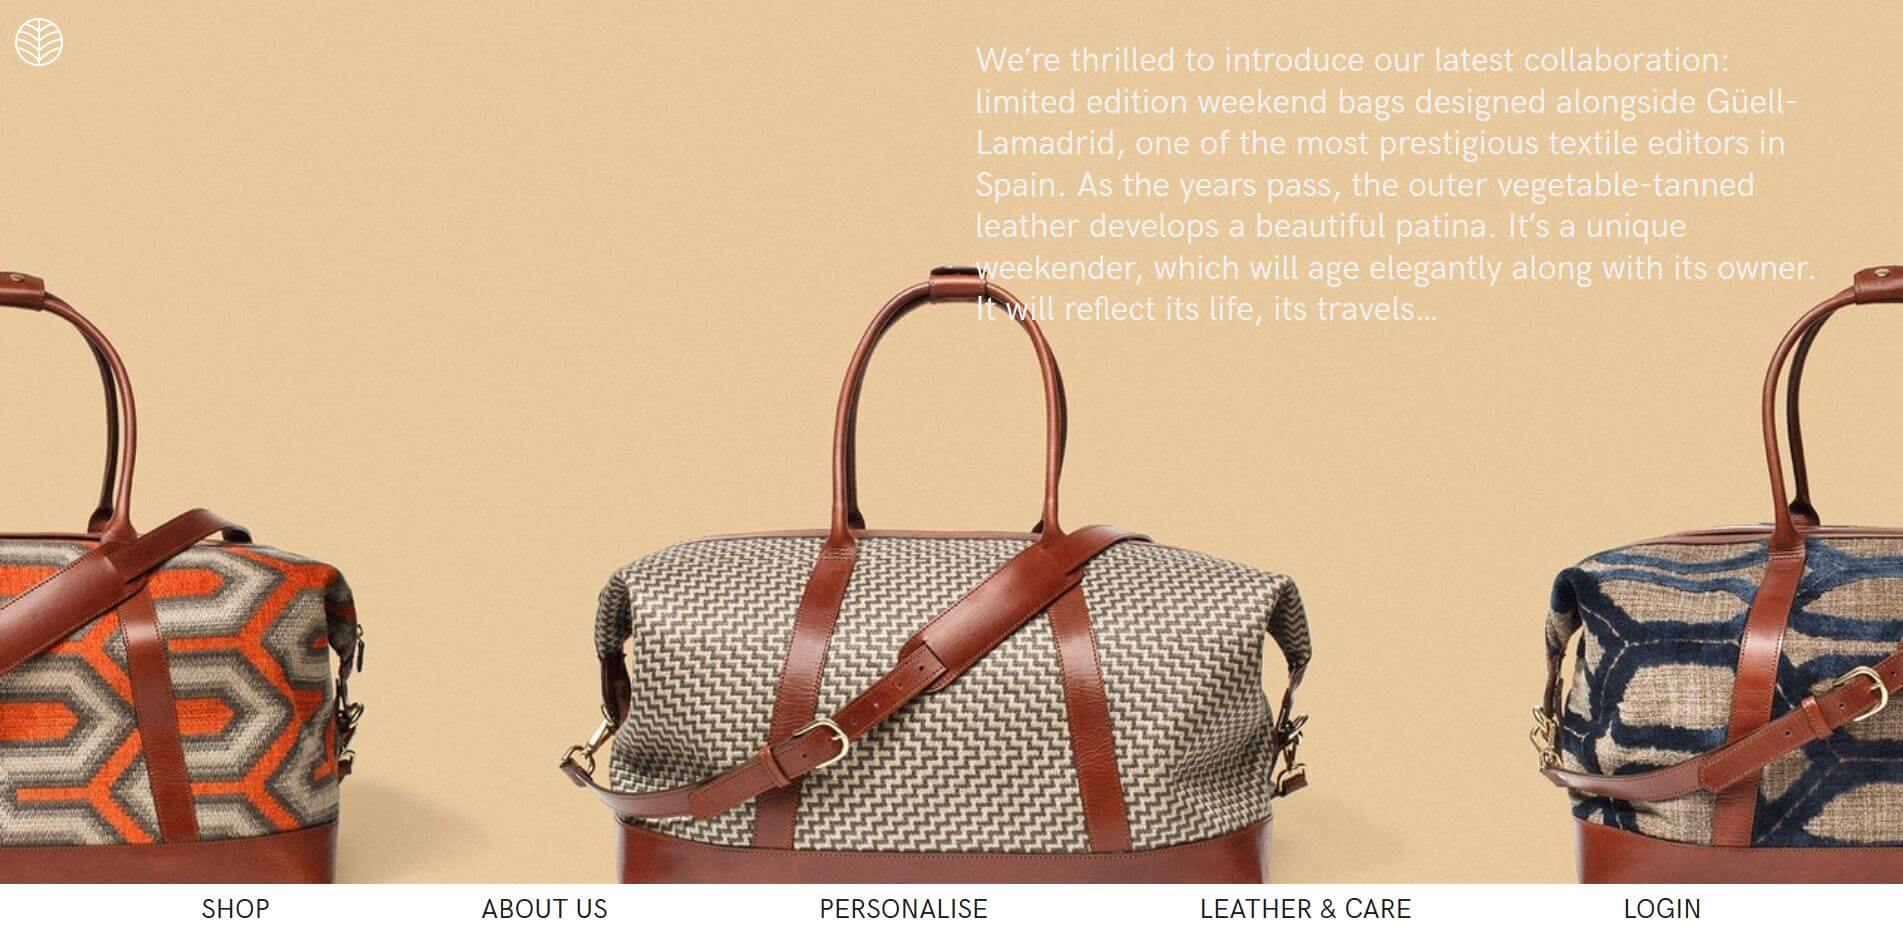 We’re thrilled to introduce our latest collaboration:
limited edition weekend bags designed alongside Güell-
Lamadrid, one of the most prestigious textile editors in
Spain. As the years pass, the outer vegetable-tanned
leather develops a beautiful patina. It’s a unique
weekender, which will age elegantly along with its owner.
It will reflect its life, its travels…
SHOP ABOUT US PERSONALISE LEATHER & CARE LOGIN